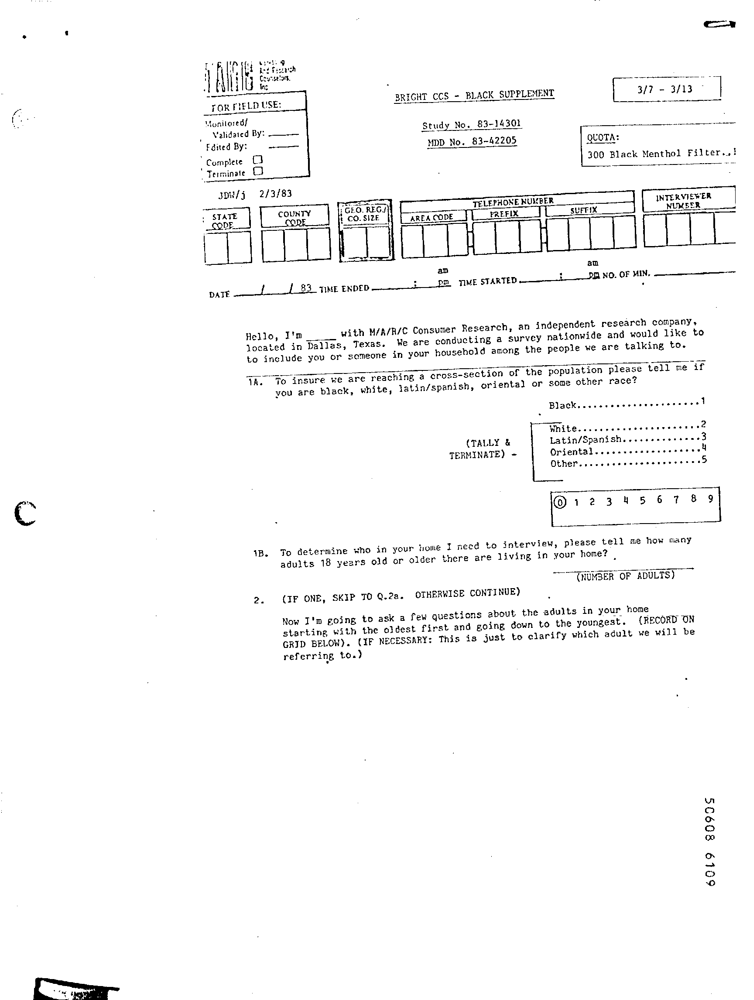 Marketing
And Research
Counselors,
Inc
BRIGHT CCS - BLACK SUPPLEMENT
3/7 - 3/13
FOR FIELD USE:
Monitored/
Validated By:
Edited By:
Complete
Terminate
Study No. 83-14301
MDD No. 83-42205
QUOTA:
300 Black Menthol Filter..
JDW/j 2/3/83
STATE CODE
COUNTY CODE
GEO. REG./ CO. SIZE
TELEPHONE NUMBER
AREA CODE PREFIX SUFFIX
INTERVIEWER NUMBER
DATE ____ / / 83 TIME ENDED ____ : am pm TIME STARTED ____ : am pm NO. OF MIN. ____
Hello, I'm _____ with M/A/R/C Consumer Research, an independent research company,
located in Dallas, Texas. We are conducting a survey nationwide and would like to
to include you or someone in your household among the people we are talking to.
1A. To insure we are reaching a cross-section of the population please tell me if
you are black, white, latin/spanish, oriental or some other race?
Black......................1
White......................2
Latin/Spanish..............3
Oriental...................4
Other......................5
(TALLY &
TERMINATE) -
0 1 2 3 4 5 6 7 8 9
1B. To determine who in your home I need to interview, please tell me how many
adults 18 years old or older there are living in your home?
(NUMBER OF ADULTS)
2. (IF ONE, SKIP TO Q.2a. OTHERWISE CONTINUE)
Now I'm going to ask a few questions about the adults in your home
starting with the oldest first and going down to the youngest. (RECORD ON
GRID BELOW). (IF NECESSARY: This is just to clarify which adult we will be
referring to.)
50608 6109